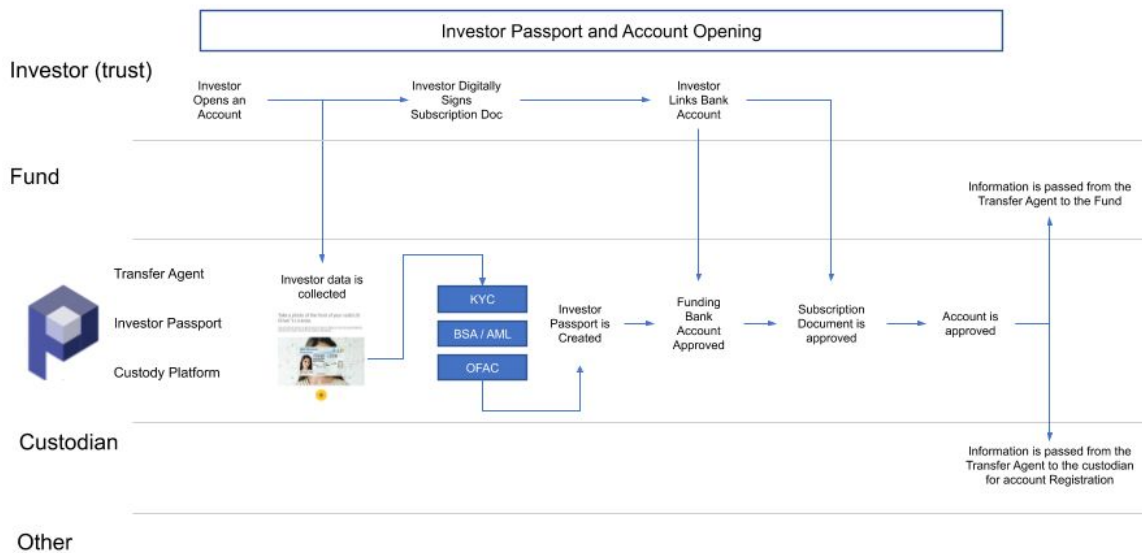 Investor Passport and Account Opening
Investor (trust)
Investor
Opens an
Account
Investor Digitally
Signs
Subscription Doc
Investor
Links Bank
Account
Fund
Information is passed from the
Transfer Agent to the Fund
Transfer Agent
Investor Passport
Custody Platform
Investor data is
collected
KYC
BSA / AML
OFAC
Investor
Passport is
Created
Funding
Bank
Account
Approved
Subscription
Document is
approved
Account is
approved
Custodian
Information is passed from the
Transfer Agent to the custodian
for account Registration
Other